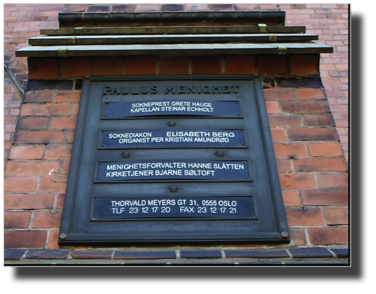 PAULUS MENIGHET
SOKNEPREST GRETE HAUGE
KAPELLAN STEINAR ECHHOLT
SOKNEDIAKON ELISABETH BERG
ORGANIST PER KRISTIAN AMUNDRØD
MENIGHETSFORVALTER HANNE SLÅTTEN
KIRKETJENER BJARNE SØLTOFT
THORVALD MEYERS GT 31, 0555 OSLO
TLF 23 12 17 20 FAX 23 12 17 21